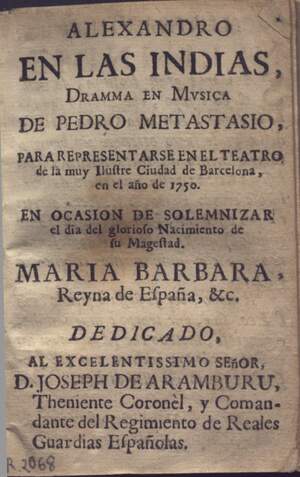 ALEXANDRO
EN LAS INDIAS,
DRAMMA EN MVSICA
DE PEDRO METASTASIO,
PARA REPRESENTARSE EN EL TEATRO
de la muy Ilustre Ciudad de Barcelona,
en el año de 1750.
EN OCASION DE SOLEMNIZAR
el dia del glorioso Nacimiento de
su Magestad.
MARIA BARBARA,
Reyna de España, &c.
DEDICADO,
AL EXCELENTISSIMO SEñOR,
D. JOSEPH DE ARAMBURU,
Theniente Coronèl, y Coman-
dante del Regimiento de Reales
Guardias Españolas.
R 2068